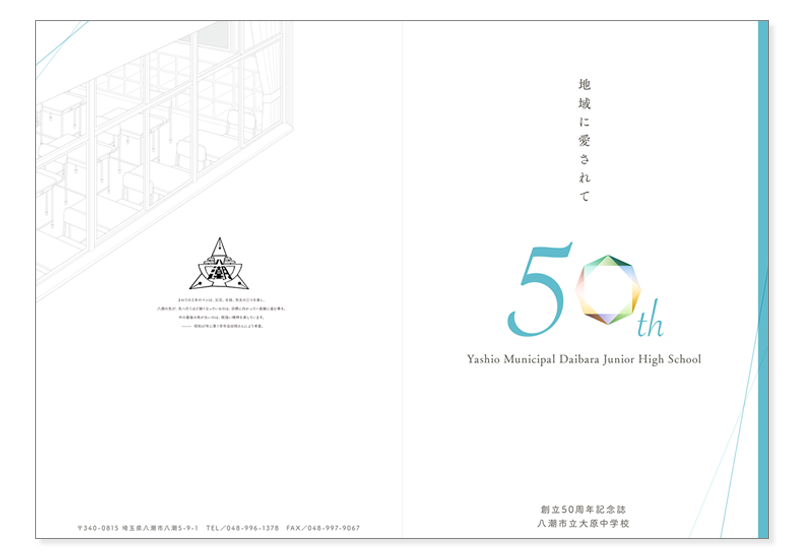 地域に愛されて
50th
Yashio Municipal Daibara Junior High School
創立50周年記念誌
八潮市立大原中学校
〒340-0815 埼玉県八潮市八潮5-9-1 TEL／048-996-1378 FAX／048-997-9067